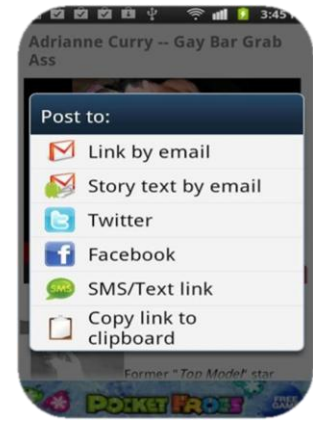 3:45
Adrianne Curry -- Gay Bar Grab
Ass
Post to:
Link by email
Story text by email
Twitter
Facebook
SMS
SMS/Text link
Copy link to
clipboard
Former "Top Model" star
POCKET FROGS
FREE
GAME